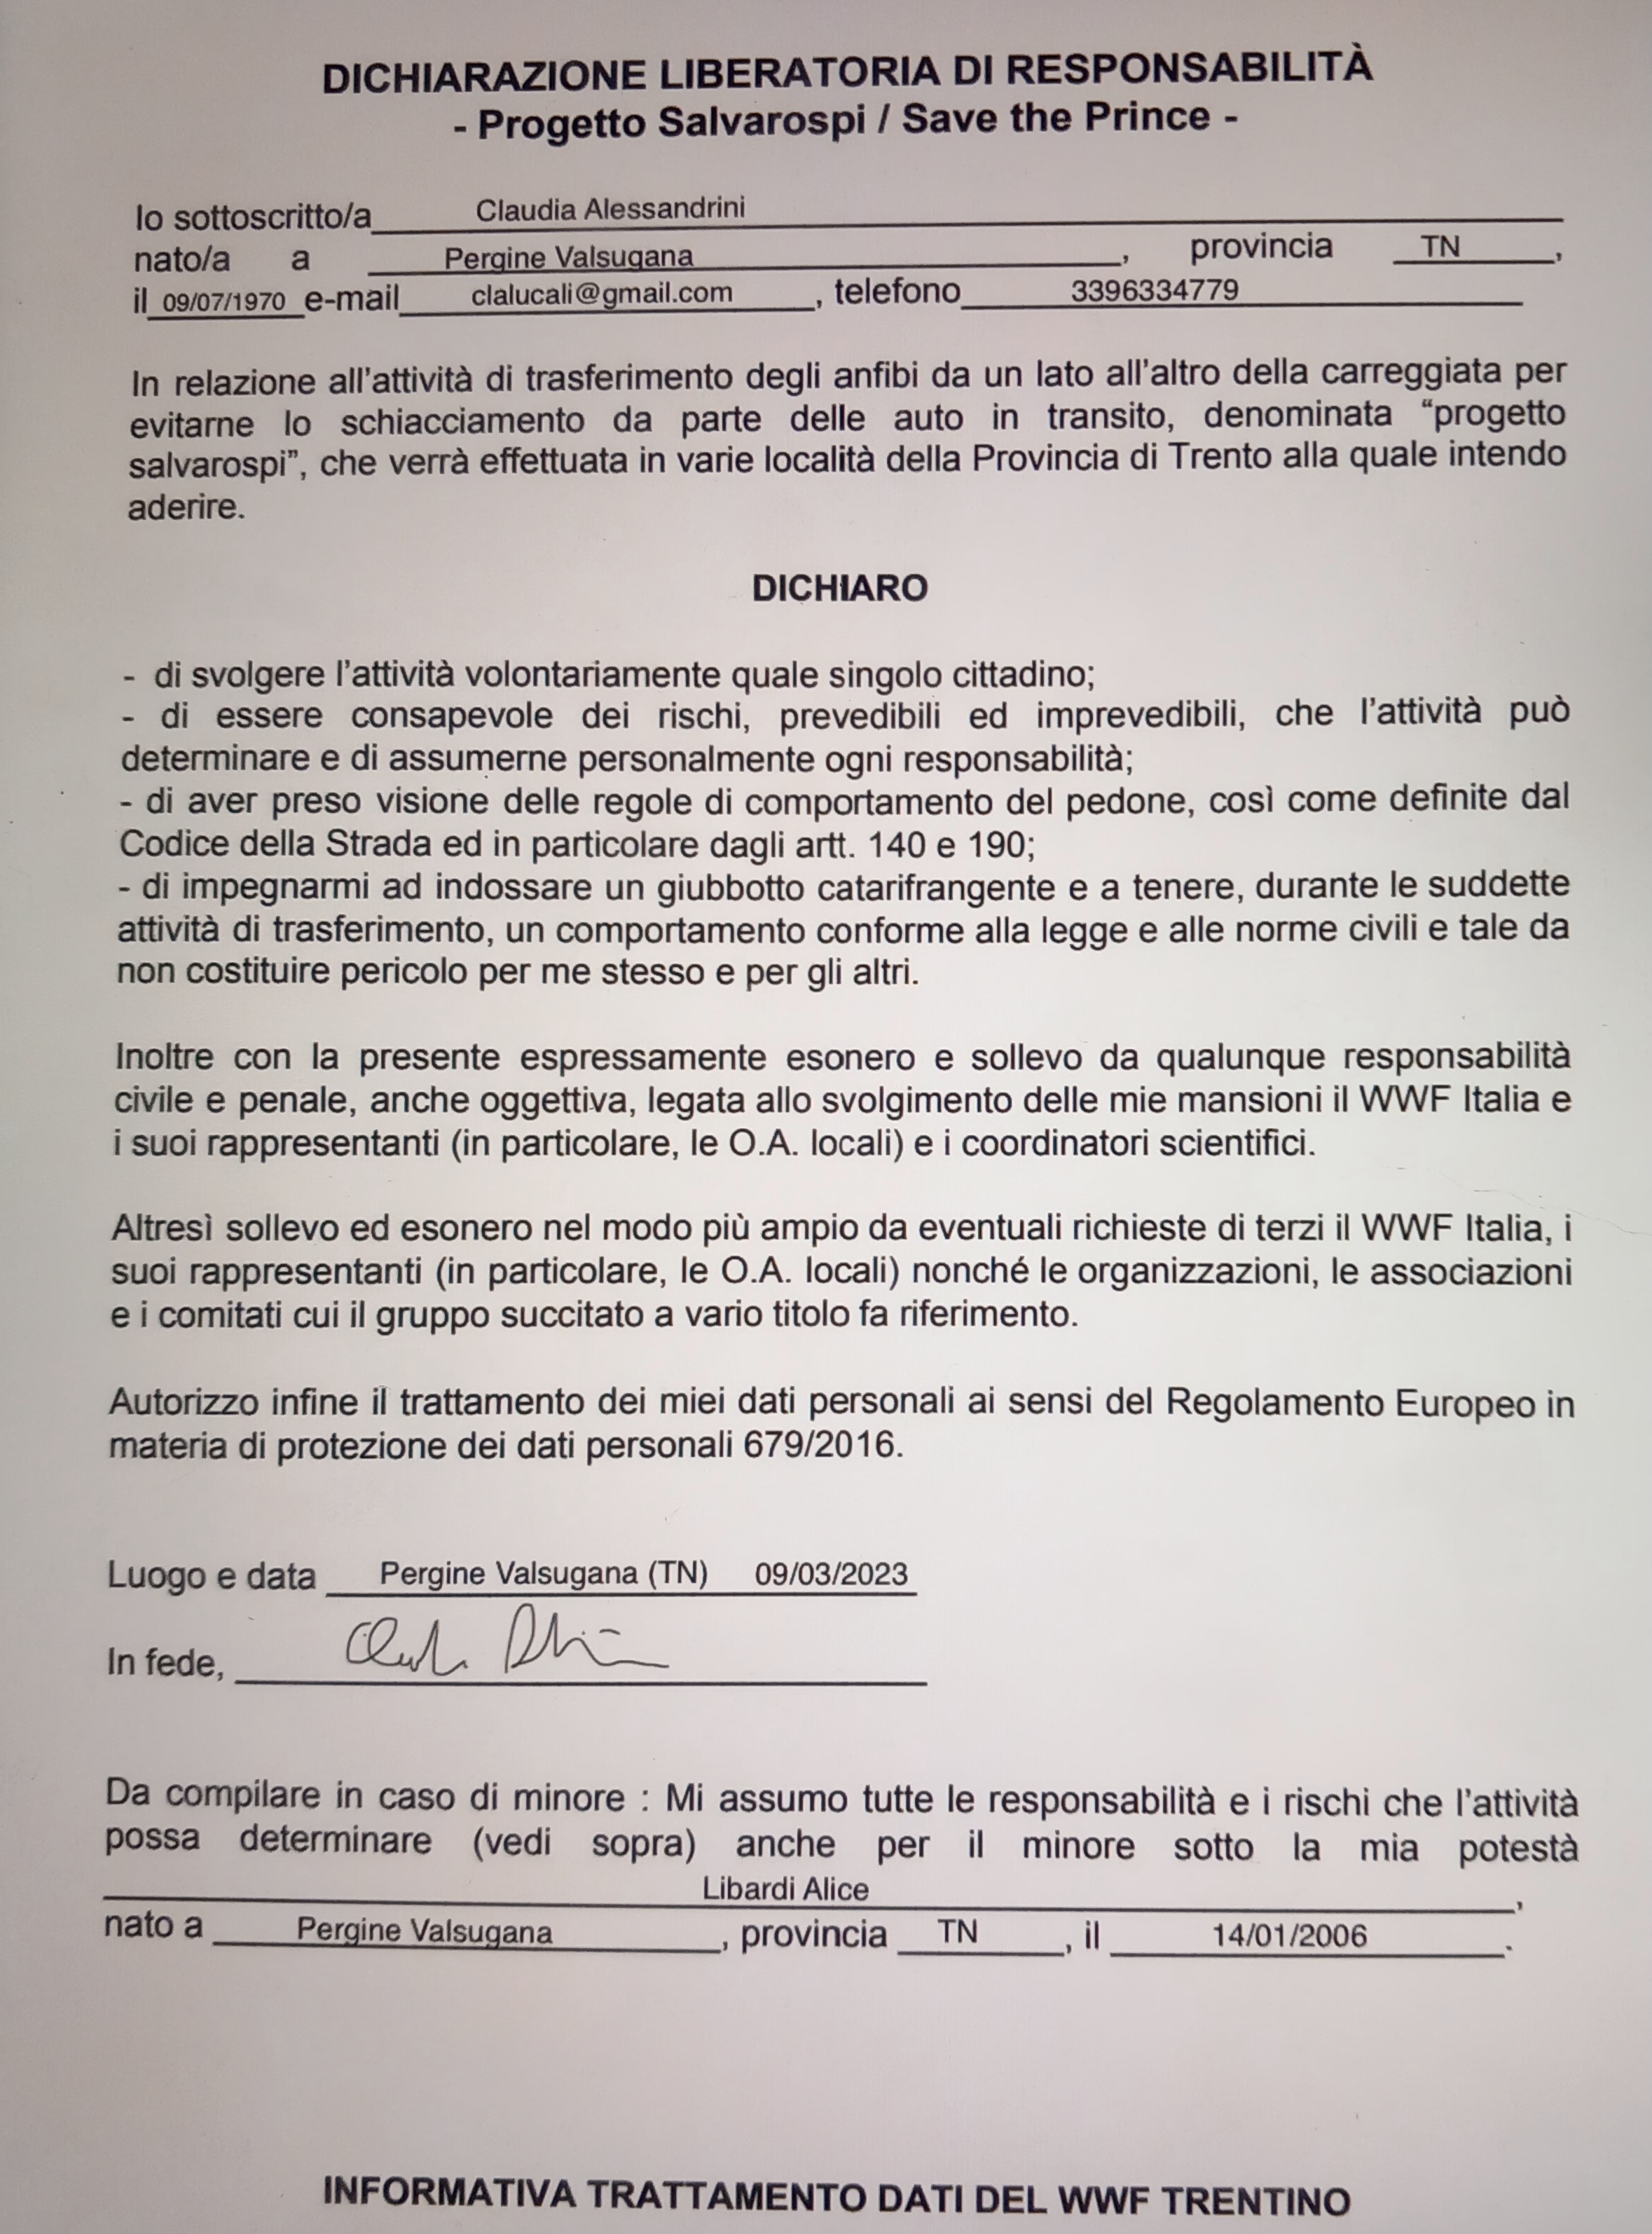 DICHIARAZIONE LIBERATORIA DI RESPONSABILITÀ
- Progetto Salvarospi / Save the Prince -
Io sottoscritto/a Claudia Alessandrini
nato/a a Pergine Valsugana, provincia TN,
il 09/07/1970 e-mail clalucali@gmail.com, telefono 3396334779
In relazione all'attività di trasferimento degli anfibi da un lato all'altro della carreggiata per
evitarne lo schiacciamento da parte delle auto in transito, denominata “progetto
salvarospi”, che verrà effettuata in varie località della Provincia di Trento alla quale intendo
aderire.
DICHIARO
- di svolgere l'attività volontariamente quale singolo cittadino;
- di essere consapevole dei rischi, prevedibili ed imprevedibili, che l'attività può
determinare e di assumerne personalmente ogni responsabilità;
- di aver preso visione delle regole di comportamento del pedone, così come definite dal
Codice della Strada ed in particolare dagli artt. 140 e 190;
- di impegnarmi ad indossare un giubbotto catarifrangente e a tenere, durante le suddette
attività di trasferimento, un comportamento conforme alla legge e alle norme civili e tale da
non costituire pericolo per me stesso e per gli altri.
Inoltre con la presente espressamente esonero e sollevo da qualunque responsabilità
civile e penale, anche oggettiva, legata allo svolgimento delle mie mansioni il WWF Italia e
i suoi rappresentanti (in particolare, le O.A. locali) e i coordinatori scientifici.
Altresì sollevo ed esonero nel modo più ampio da eventuali richieste di terzi il WWF Italia, i
suoi rappresentanti (in particolare, le O.A. locali) nonché le organizzazioni, le associazioni
e i comitati cui il gruppo succitato a vario titolo fa riferimento.
Autorizzo infine il trattamento dei miei dati personali ai sensi del Regolamento Europeo in
materia di protezione dei dati personali 679/2016.
Luogo e data Pergine Valsugana (TN) 09/03/2023
In fede,
Da compilare in caso di minore : Mi assumo tutte le responsabilità e i rischi che l'attività
possa determinare (vedi sopra) anche per il minore sotto la mia potestà
Libardi Alice,
nato a Pergine Valsugana, provincia TN, il 14/01/2006.
INFORMATIVA TRATTAMENTO DATI DEL WWF TRENTINO